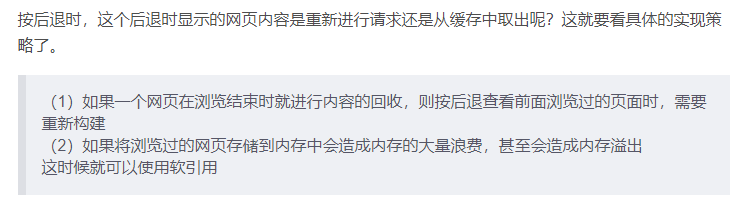 按后退时，这个后退时显示的网页内容是重新进行请求还是从缓存中取出呢？这就要看具体的实现策
略了。
（1）如果一个网页在浏览结束时就进行内容的回收，则按后退查看前面浏览过的页面时，需要
重新构建
（2）如果将浏览过的网页存储到内存中会造成内存的大量浪费，甚至会造成内存溢出
这时候就可以使用软引用